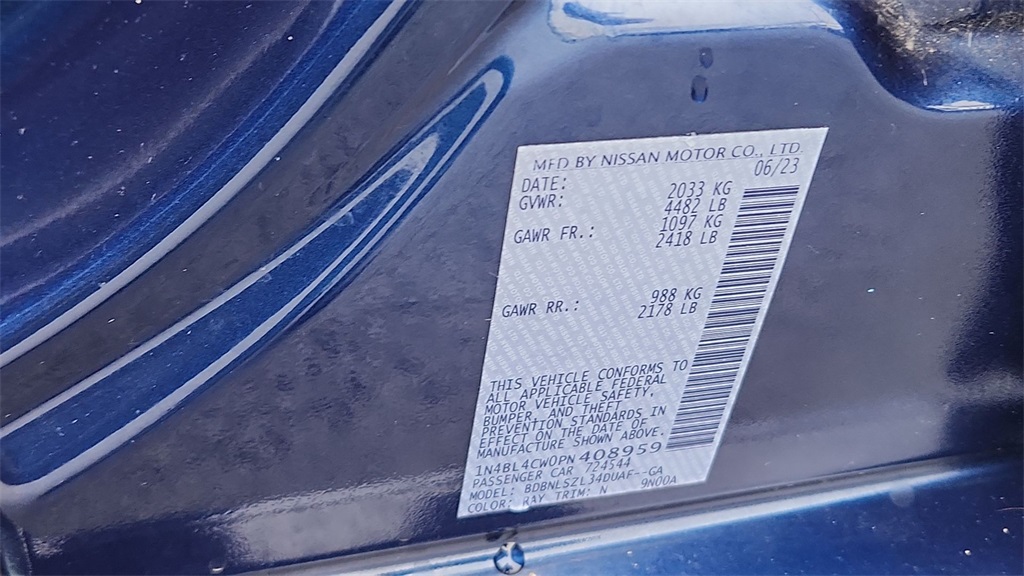 MFD BY NISSAN MOTOR CO., LTD.
DATE: 06/23
GVWR: 2033 KG
4482 LB
GAWR FR.: 1097 KG
2418 LB
GAWR RR.: 988 KG
2178 LB
THIS VEHICLE CONFORMS TO
ALL APPLICABLE FEDERAL
MOTOR VEHICLE SAFETY,
BUMPER, AND THEFT
PREVENTION STANDARDS IN
EFFECT ON THE DATE OF
MANUFACTURE SHOWN ABOVE.
1N4BL4CW0PN408959
PASSENGER CAR 724544
MODEL: BDBNLSZL34DUAF--GA
COLOR: RAY TRIM: N 9N00A